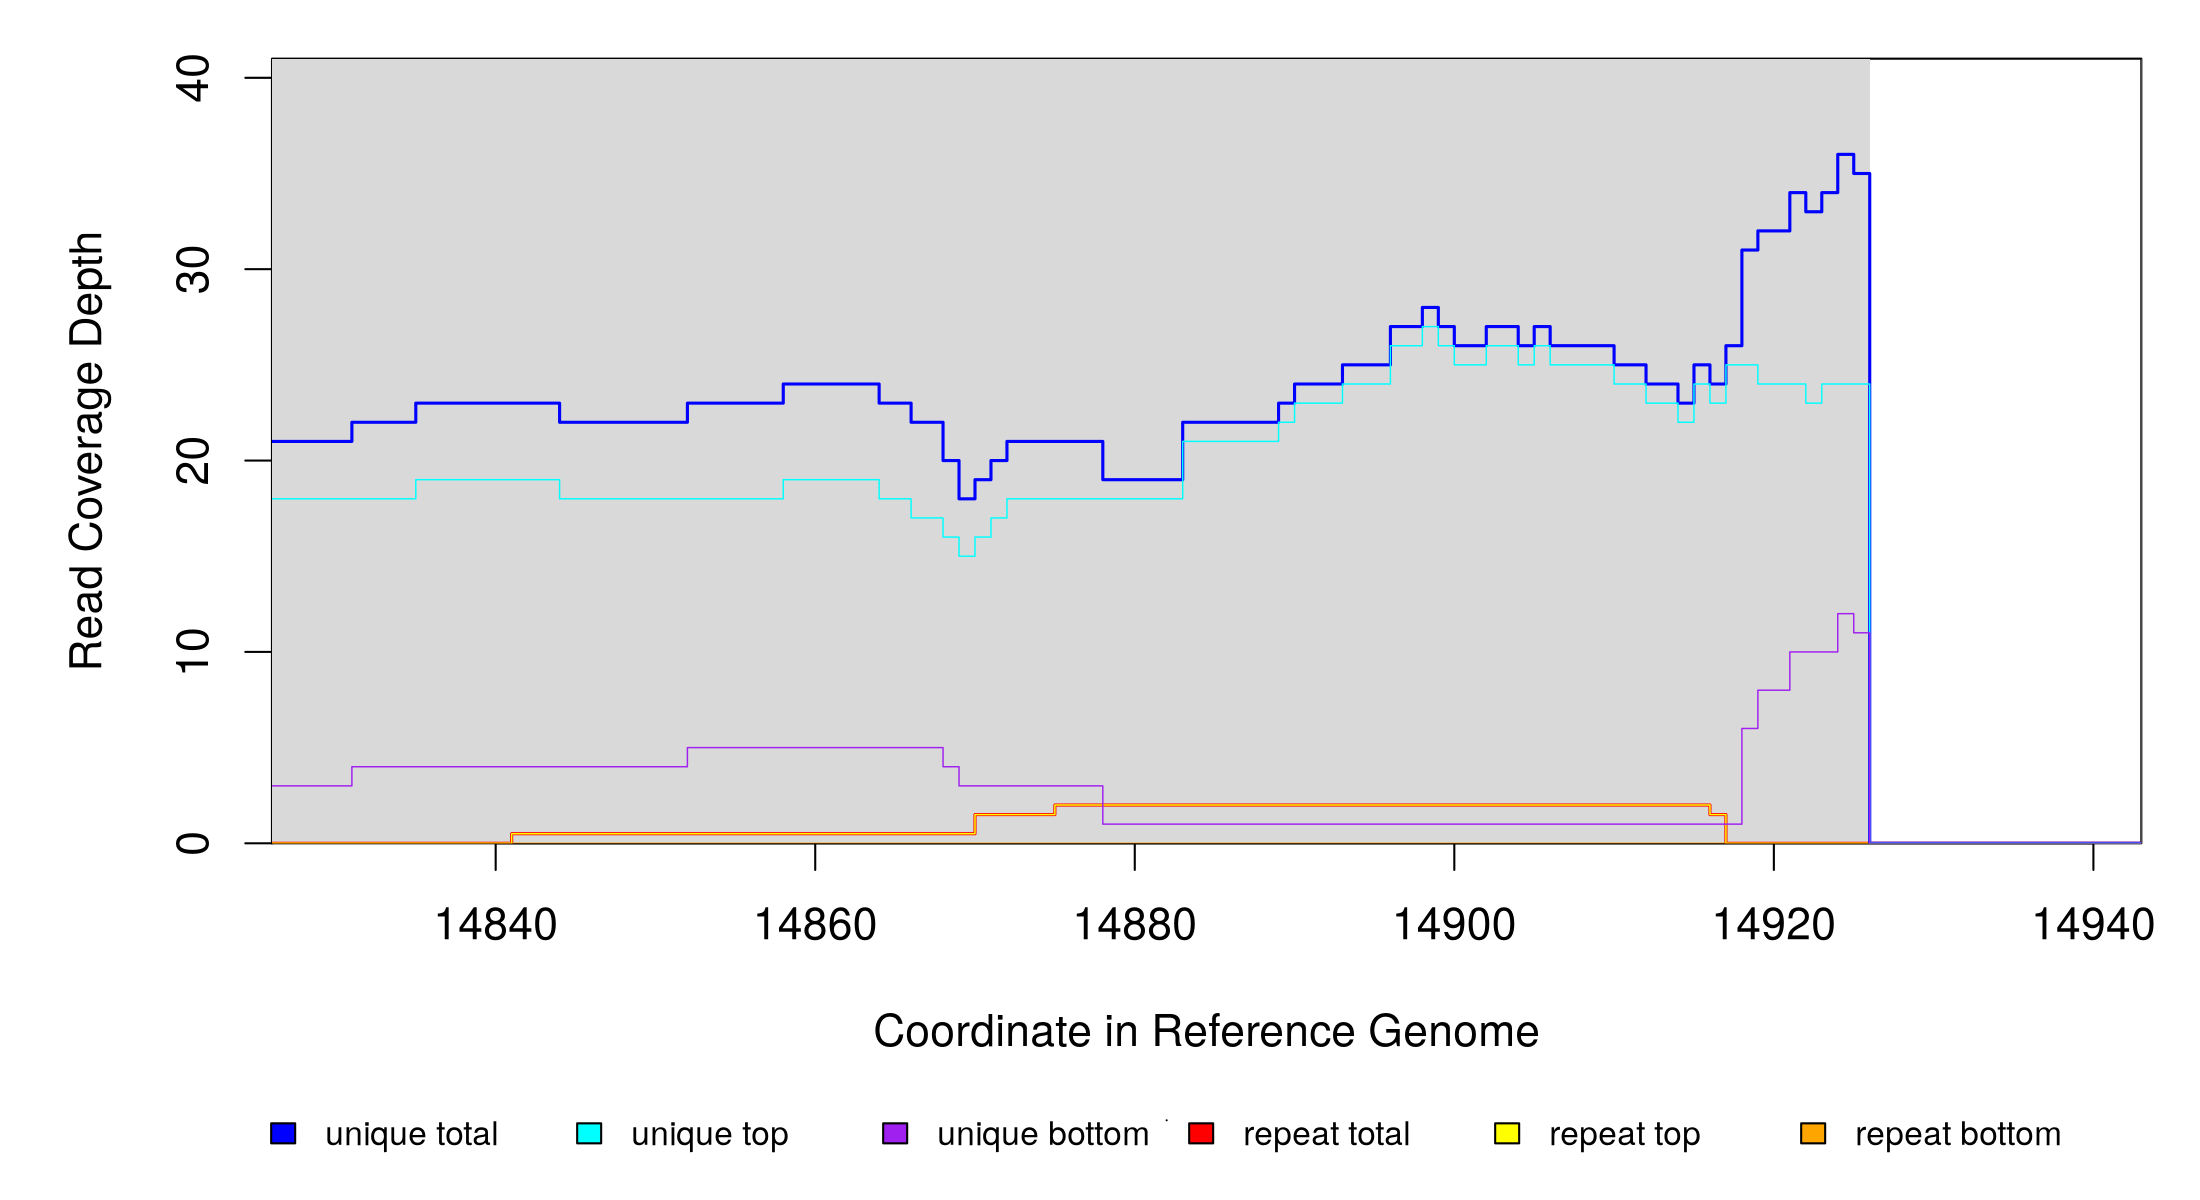 40
30
20
10
0
Read Coverage Depth
14840 14860 14880 14900 14920 14940
Coordinate in Reference Genome
unique total unique top unique bottom repeat total repeat top repeat bottom